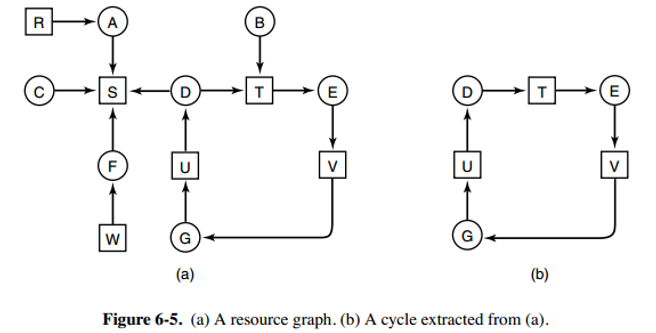 R A B
C S D T E D T E
F U V U V
W G G
(a) (b)
Figure 6-5. (a) A resource graph. (b) A cycle extracted from (a).